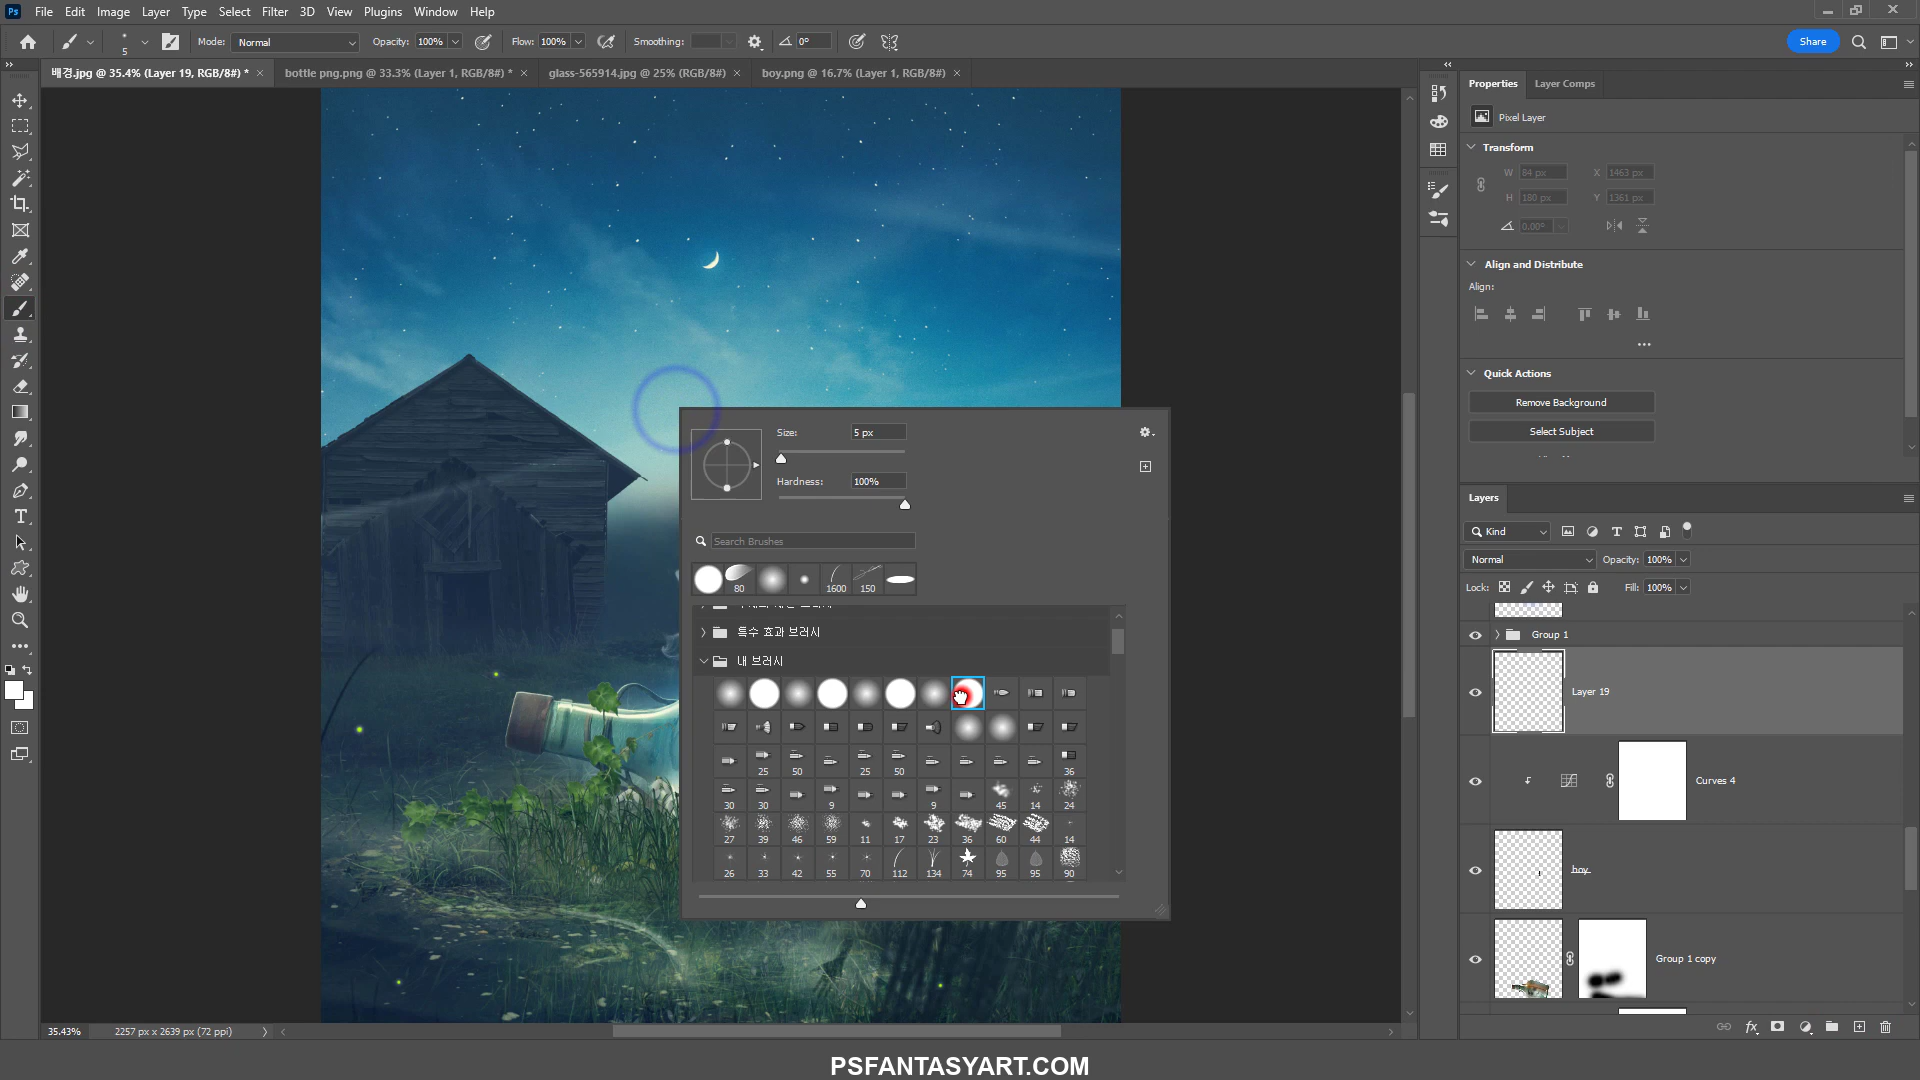 Ps File Edit Image Layer Type Select Filter 3D View Plugins Window Help
5 Mode: Normal Opacity: 100% Flow: 100% Smoothing: 0° Share
배경.jpg @ 35.4% (Layer 19, RGB/8#) * × bottle png.png @ 33.3% (Layer 1, RGB/8#) * × glass-565914.jpg @ 25% (RGB/8#) × boy.png @ 16.7% (Layer 1, RGB/8#) ×
Properties Layer Comps
Pixel Layer
Transform
W 84 px X 1463 px
H 180 px Y 1361 px
0.00°
Align and Distribute
Align:
Quick Actions
Remove Background
Select Subject
Size: 5 px
Hardness: 100%
Search Brushes
80 1600 150
특수 효과 브러시
내 브러시
25 50 25 50 36
30 30 9 9 45 14 24
27 39 46 59 11 17 23 36 60 44 14
26 33 42 55 70 112 134 74 95 95 90
Layers
Kind
Normal Opacity: 100%
Lock: Fill: 100%
Group 1
Layer 19
Curves 4
boy
Group 1 copy
35.43% 2257 px x 2639 px (72 ppi)
PSFANTASYART.COM